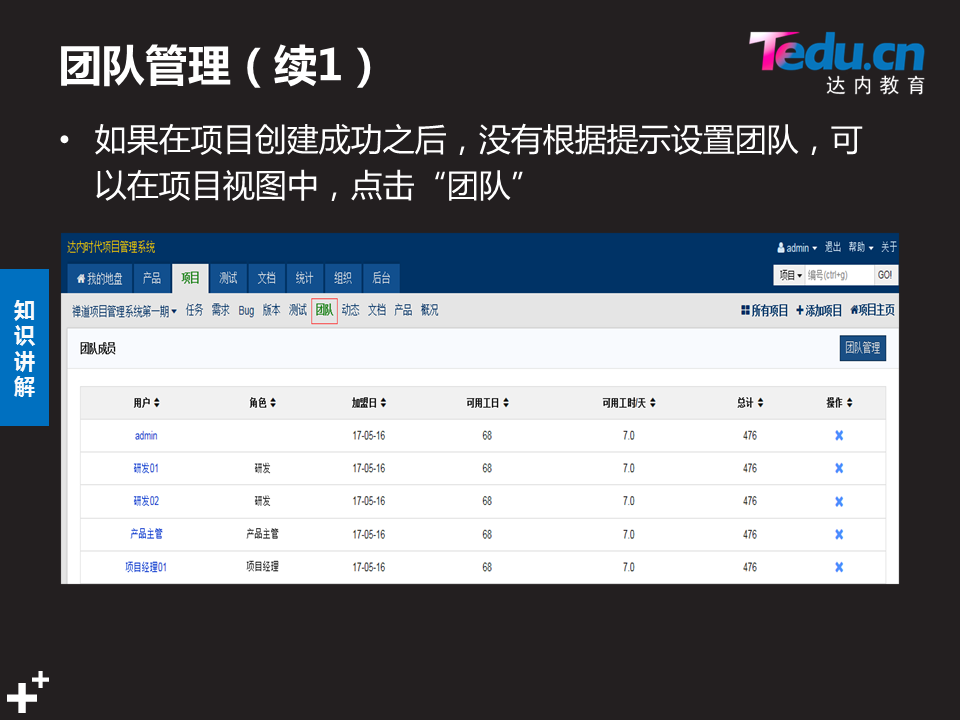 团队管理（续1）
Tedu.cn
达内教育
• 如果在项目创建成功之后，没有根据提示设置团队，可
以在项目视图中，点击“团队”
知识讲解
达内时代项目管理系统
admin 退出 帮助 关于
我的地盘 产品 项目 测试 文档 统计 组织 后台
项目 编号(ctrl+g) GO!
禅道项目管理系统第一期 任务 需求 Bug 版本 测试 团队 动态 文档 产品 概况
所有项目 添加项目 项目主页
团队成员
团队管理
用户 角色 加盟日 可用工日 可用工时/天 总计 操作
admin 17-05-16 68 7.0 476
研发01 研发 17-05-16 68 7.0 476
研发02 研发 17-05-16 68 7.0 476
产品主管 产品主管 17-05-16 68 7.0 476
项目经理01 项目经理 17-05-16 68 7.0 476